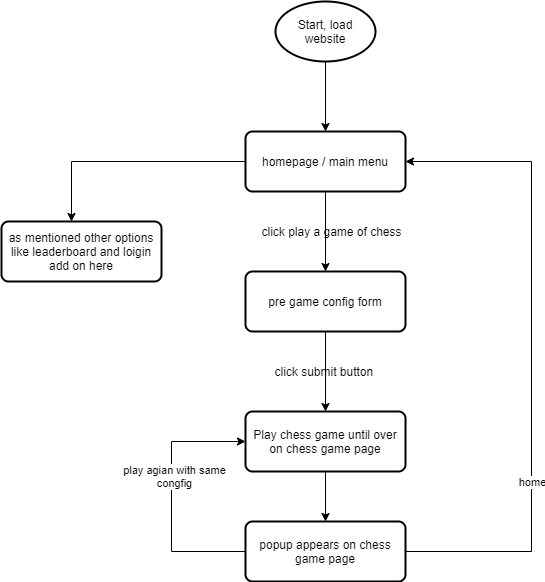 Start, load
website
homepage / main menu
as mentioned other options
like leaderboard and loigin
add on here
click play a game of chess
pre game config form
click submit button
Play chess game until over
on chess game page
play agian with same
congfig
home
popup appears on chess
game page